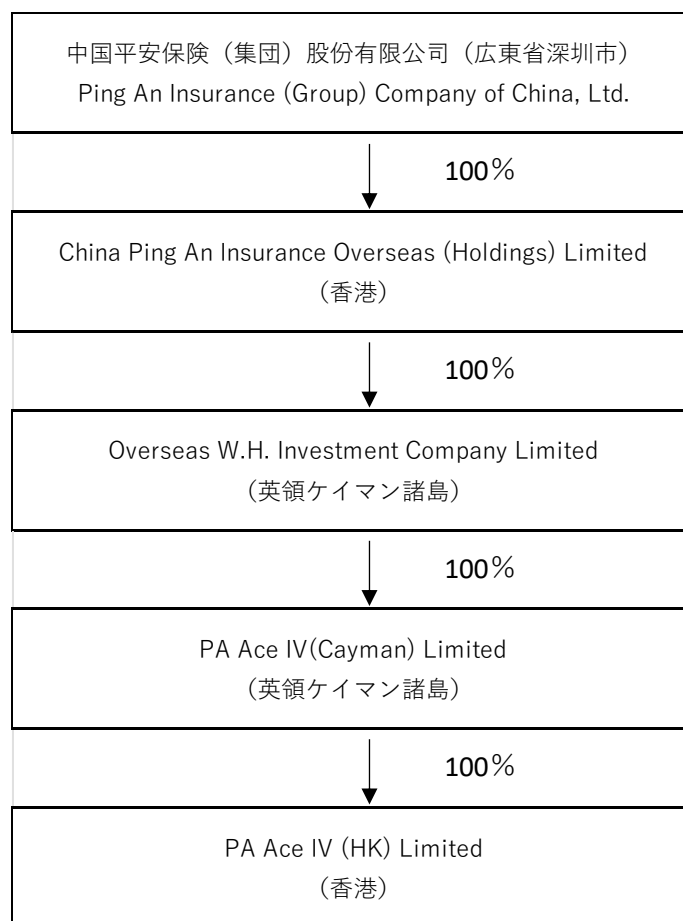 中国平安保険（集団）股份有限公司（広東省深圳市）
Ping An Insurance (Group) Company of China, Ltd.
100％
China Ping An Insurance Overseas (Holdings) Limited
（香港）
100％
Overseas W.H. Investment Company Limited
（英領ケイマン諸島）
100％
PA Ace IV(Cayman) Limited
（英領ケイマン諸島）
100％
PA Ace IV (HK) Limited
（香港）